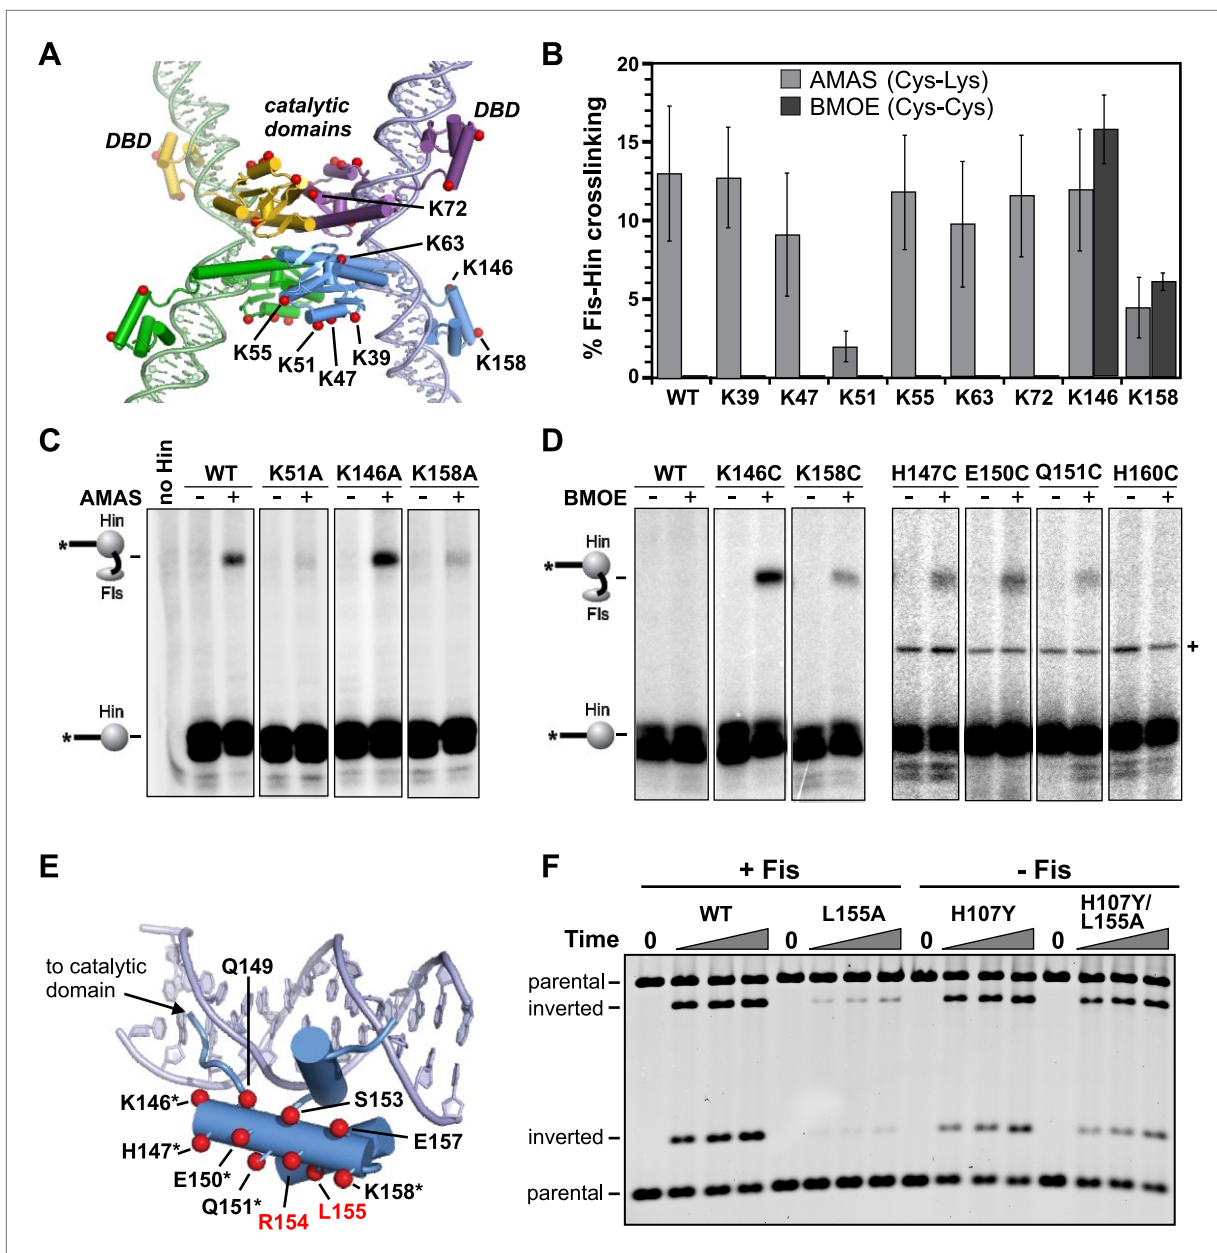 A
DBD
catalytic
domains
DBD
K72
K63
K146
K55
K51
K47
K39
K158
B
% Fis-Hin crosslinking
20
15
10
5
0
AMAS (Cys-Lys)
BMOE (Cys-Cys)
WT K39 K47 K51 K55 K63 K72 K146 K158
C
no Hin
WT K51A K146A K158A
AMAS - + - + - + - +
Hin
*
FIs
Hin
*
D
WT K146C K158C H147C E150C Q151C H160C
BMOE - + - + - + - + - + - + - +
Hin
*
FIs
+
Hin
*
E
to catalytic
domain
Q149
K146*
S153
E157
H147*
E150*
Q151*
K158*
R154
L155
F
+ Fis - Fis
WT L155A H107Y H107Y/
L155A
Time 0 0 0 0
parental
inverted
inverted
parental